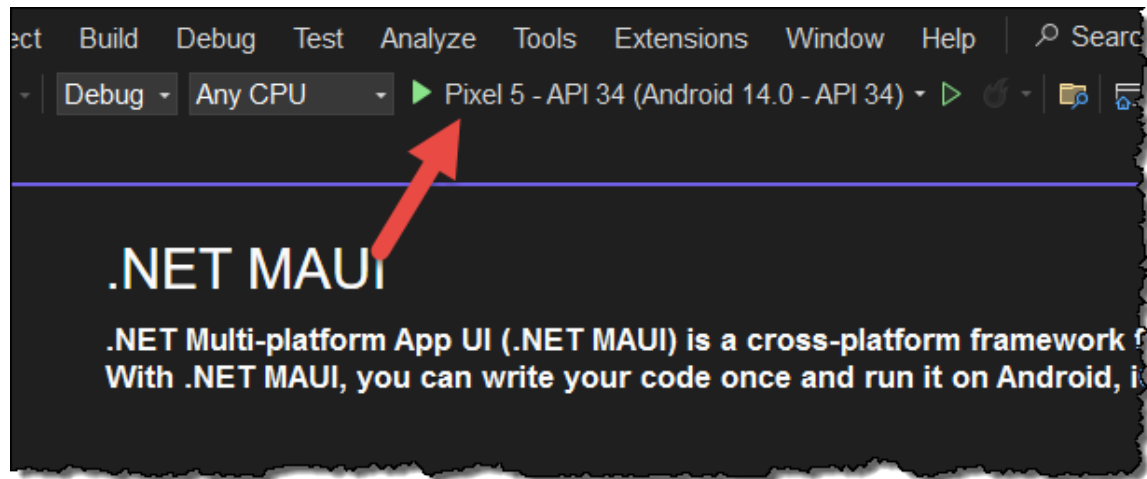 Build Debug Test Analyze Tools Extensions Window Help
Debug Any CPU Pixel 5 - API 34 (Android 14.0 - API 34)
.NET MAUI
.NET Multi-platform App UI (.NET MAUI) is a cross-platform framework
With .NET MAUI, you can write your code once and run it on Android,